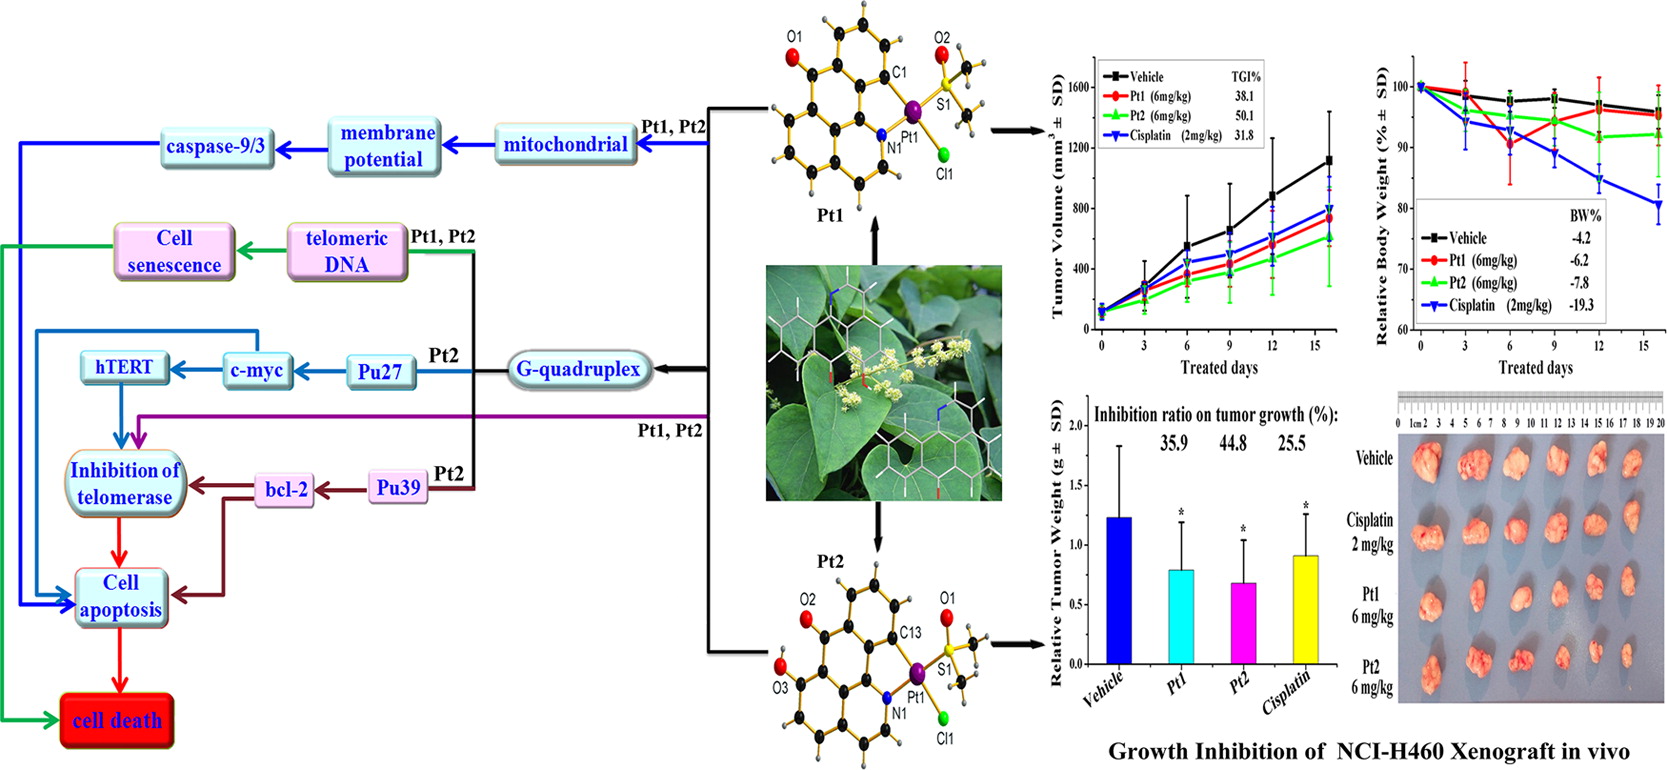 caspase-9/3
membrane
potential
mitochondrial
Pt1, Pt2
Cell
senescence
telomeric
DNA
Pt1, Pt2
hTERT
c-myc
Pu27
Pt2
G-quadruplex
Pt1, Pt2
Inhibition of
telomerase
bcl-2
Pu39
Pt2
Cell
apoptosis
cell death
O1
C1
O2
S1
N1
Pt1
Cl1
Pt1
Pt2
O2
O3
C13
O1
S1
Pt1
N1
Cl1
Tumor Volume (mm³ ± SD)
1600
1200
800
400
0
Vehicle TGI%
Pt1 (6mg/kg) 38.1
Pt2 (6mg/kg) 50.1
Cisplatin (2mg/kg) 31.8
0 3 6 9 12 15
Treated days
Relative Body Weight (% ± SD)
100
90
80
70
60
BW%
Vehicle -4.2
Pt1 (6mg/kg) -6.2
Pt2 (6mg/kg) -7.8
Cisplatin (2mg/kg) -19.3
0 3 6 9 12 15
Treated days
Relative Tumor Weight (g ± SD)
2.0
1.5
1.0
0.5
0.0
Inhibition ratio on tumor growth (%):
35.9 44.8 25.5
* * *
Vehicle Pt1 Pt2 Cisplatin
0 1cm 2 3 4 5 6 7 8 9 10 11 12 13 14 15 16 17 18 19 20
Vehicle
Cisplatin
2 mg/kg
Pt1
6 mg/kg
Pt2
6 mg/kg
Growth Inhibition of NCI-H460 Xenograft in vivo